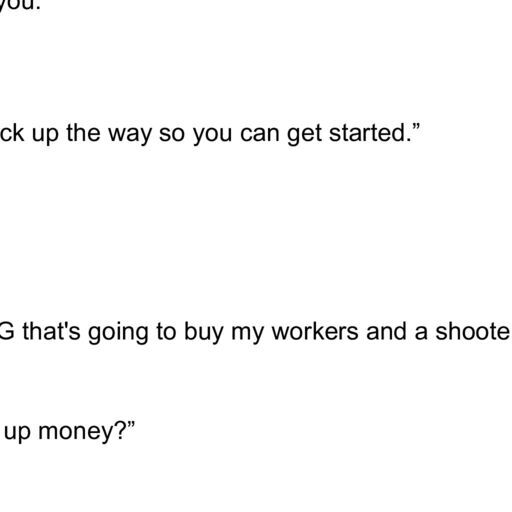 you.
ck up the way so you can get started.”
G that's going to buy my workers and a shoote
up money?”